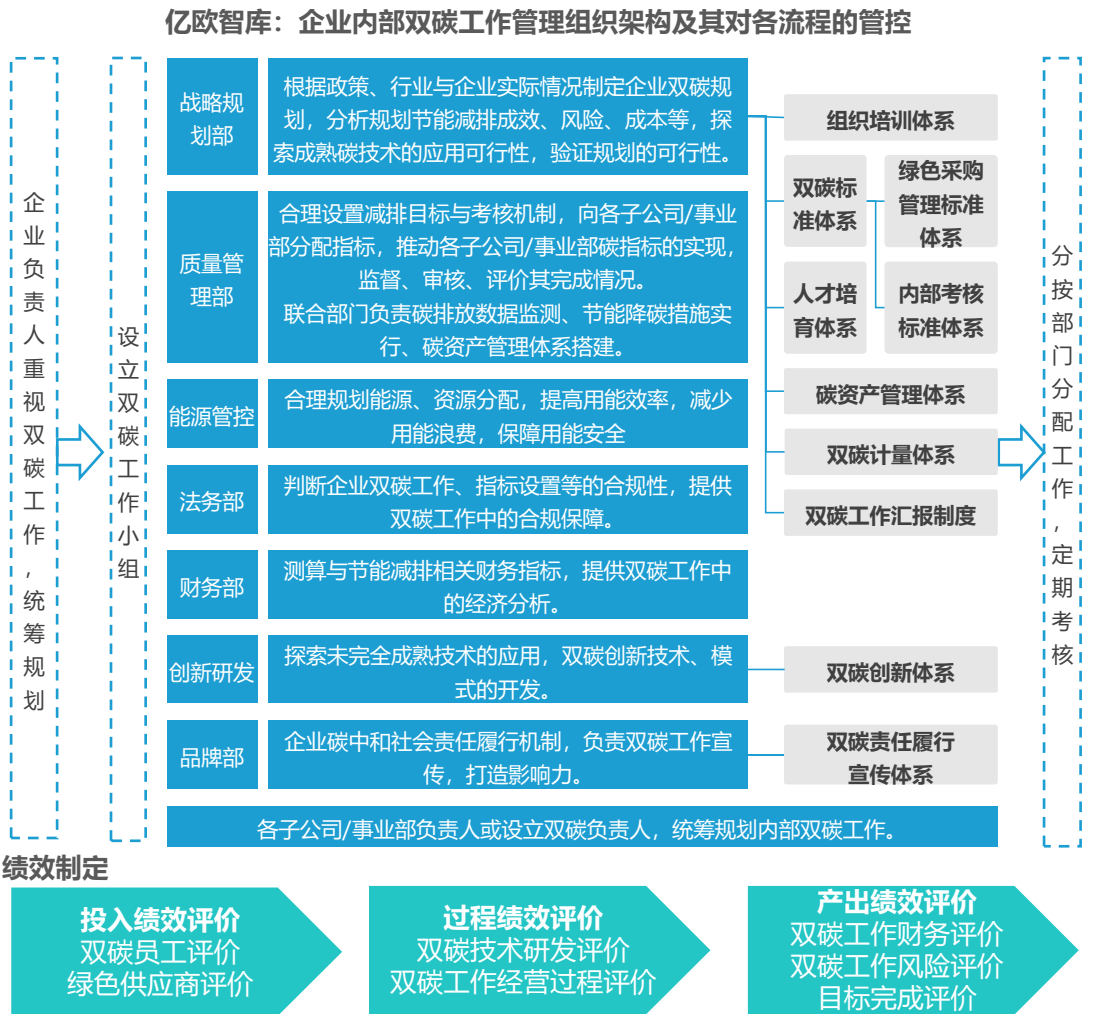 亿欧智库：企业内部双碳工作管理组织架构及其对各流程的管控
企业负责人重视双碳工作，统筹规划
设立双碳工作小组
战略规
划部
根据政策、行业与企业实际情况制定企业双碳规
划，分析规划节能减排成效、风险、成本等，探
索成熟碳技术的应用可行性，验证规划的可行性。
质量管
理部
合理设置减排目标与考核机制，向各子公司/事业
部分配指标，推动各子公司/事业部碳指标的实现，
监督、审核、评价其完成情况。
联合部门负责碳排放数据监测、节能降碳措施实
行、碳资产管理体系搭建。
能源管控
合理规划能源、资源分配，提高用能效率，减少
用能浪费，保障用能安全
法务部
判断企业双碳工作、指标设置等的合规性，提供
双碳工作中的合规保障。
财务部
测算与节能减排相关财务指标，提供双碳工作中
的经济分析。
创新研发
探索未完全成熟技术的应用，双碳创新技术、模
式的开发。
品牌部
企业碳中和社会责任履行机制，负责双碳工作宣
传，打造影响力。
组织培训体系
双碳标
准体系
绿色采购
管理标准
体系
人才培
育体系
内部考核
标准体系
碳资产管理体系
双碳计量体系
双碳工作汇报制度
双碳创新体系
双碳责任履行
宣传体系
各子公司/事业部负责人或设立双碳负责人，统筹规划内部双碳工作。
分按部门分配工作，定期考核
绩效制定
投入绩效评价
双碳员工评价
绿色供应商评价
过程绩效评价
双碳技术研发评价
双碳工作经营过程评价
产出绩效评价
双碳工作财务评价
双碳工作风险评价
目标完成评价